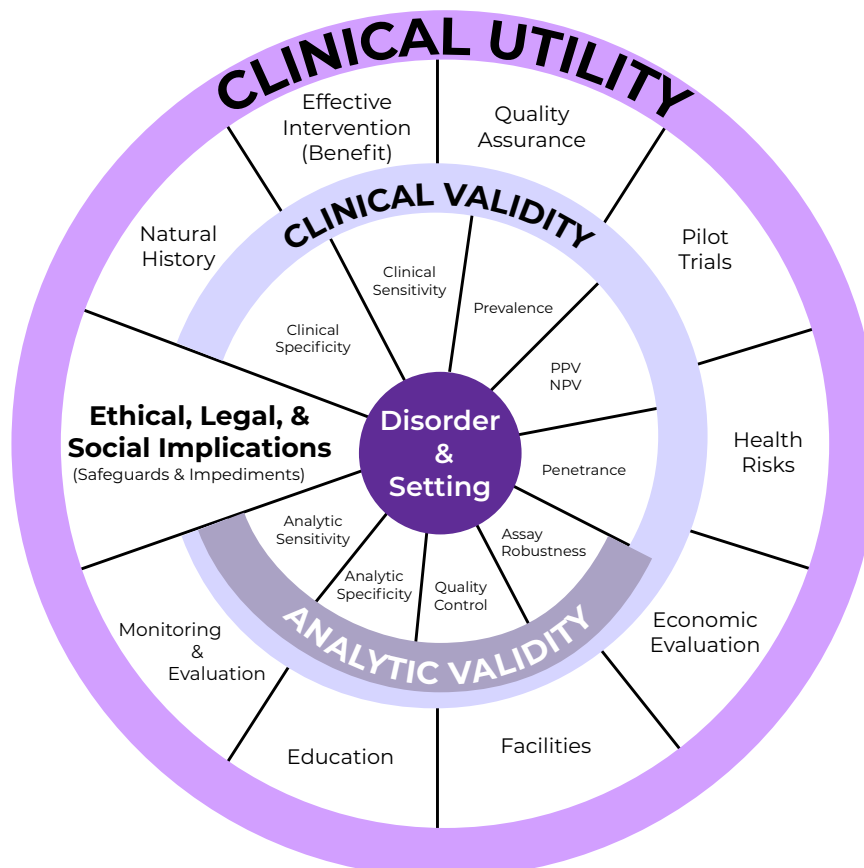 CLINICAL UTILITY
Effective
Intervention
(Benefit)
Quality
Assurance
Natural
History
Pilot
Trials
CLINICAL VALIDITY
Clinical
Sensitivity
Prevalence
Clinical
Specificity
PPV
NPV
Ethical, Legal, &
Social Implications
(Safeguards & Impediments)
Disorder
&
Setting
Health
Risks
Penetrance
Analytic
Sensitivity
Assay
Robustness
Analytic
Specificity
Quality
Control
ANALYTIC VALIDITY
Monitoring
&
Evaluation
Economic
Evaluation
Education
Facilities